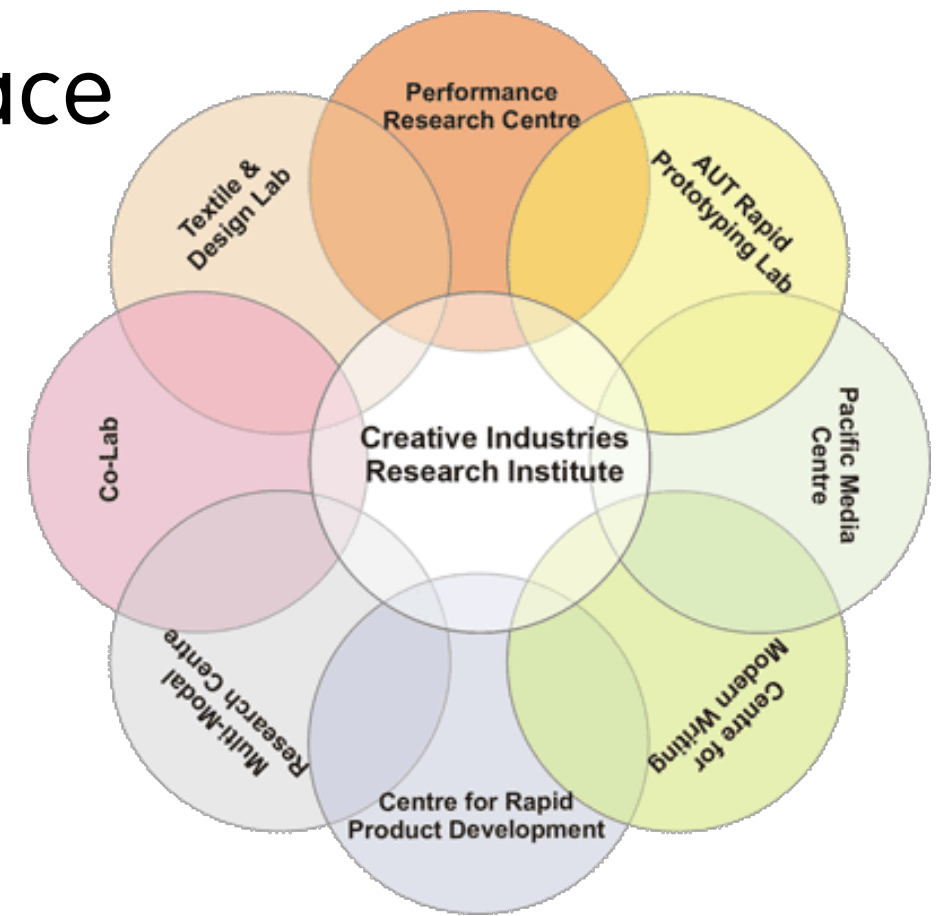 Performance
Research Centre
AUT Rapid
Prototyping Lab
Pacific Media
Centre
Centre for
Modern Writing
Centre for Rapid
Product Development
Multi-Modal
Research Centre
Co-Lab
Textile &
Design Lab
Creative Industries
Research Institute